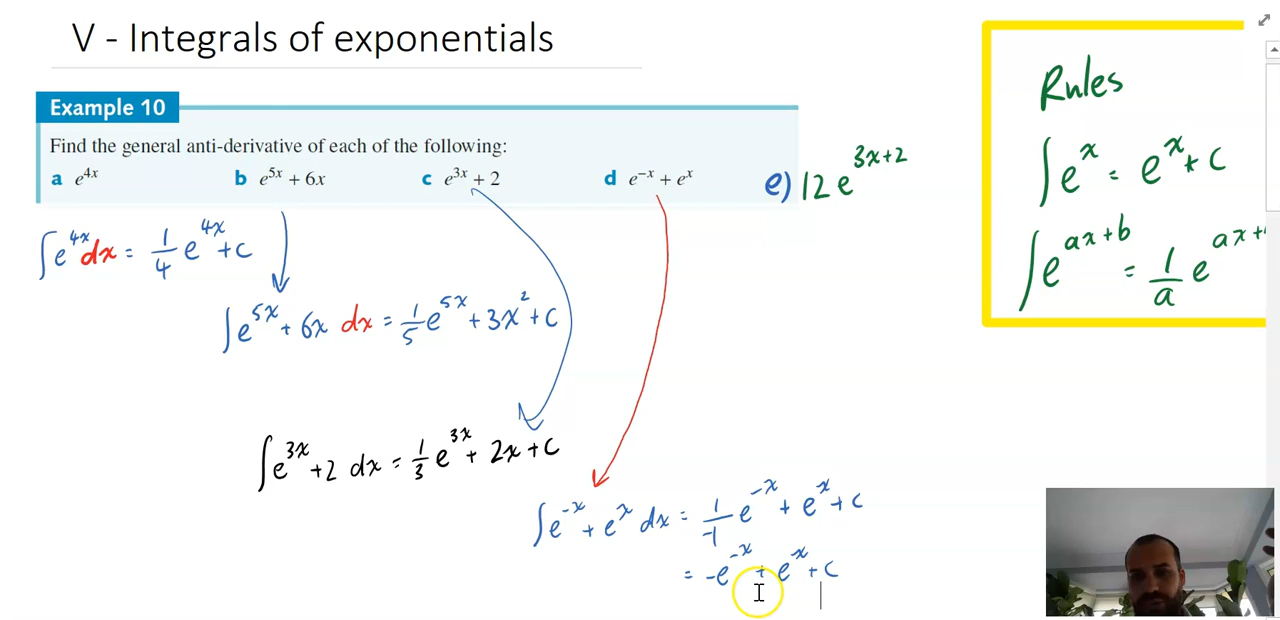 V - Integrals of exponentials
Example 10
Find the general anti-derivative of each of the following:
a e^{4x} b e^{5x} + 6x c e^{3x} + 2 d e^{-x} + e^{x} e) 12e^{3x+2}
∫e^{4x} dx = 1/4 e^{4x} + c
∫e^{5x} + 6x dx = 1/5 e^{5x} + 3x^{2} + c
∫e^{3x} + 2 dx = 1/3 e^{3x} + 2x + c
∫e^{-x} + e^{x} dx = 1/-1 e^{-x} + e^{x} + c
= -e^{-x} + e^{x} + c
Rules
∫e^{x} = e^{x} + c
∫e^{ax+b} = 1/a e^{ax+